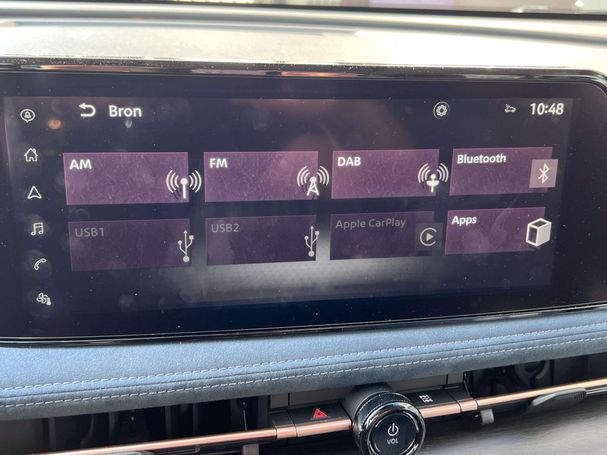 Bron
10:48
AM
FM
DAB
Bluetooth
USB1
USB2
Apple CarPlay
Apps
VOL